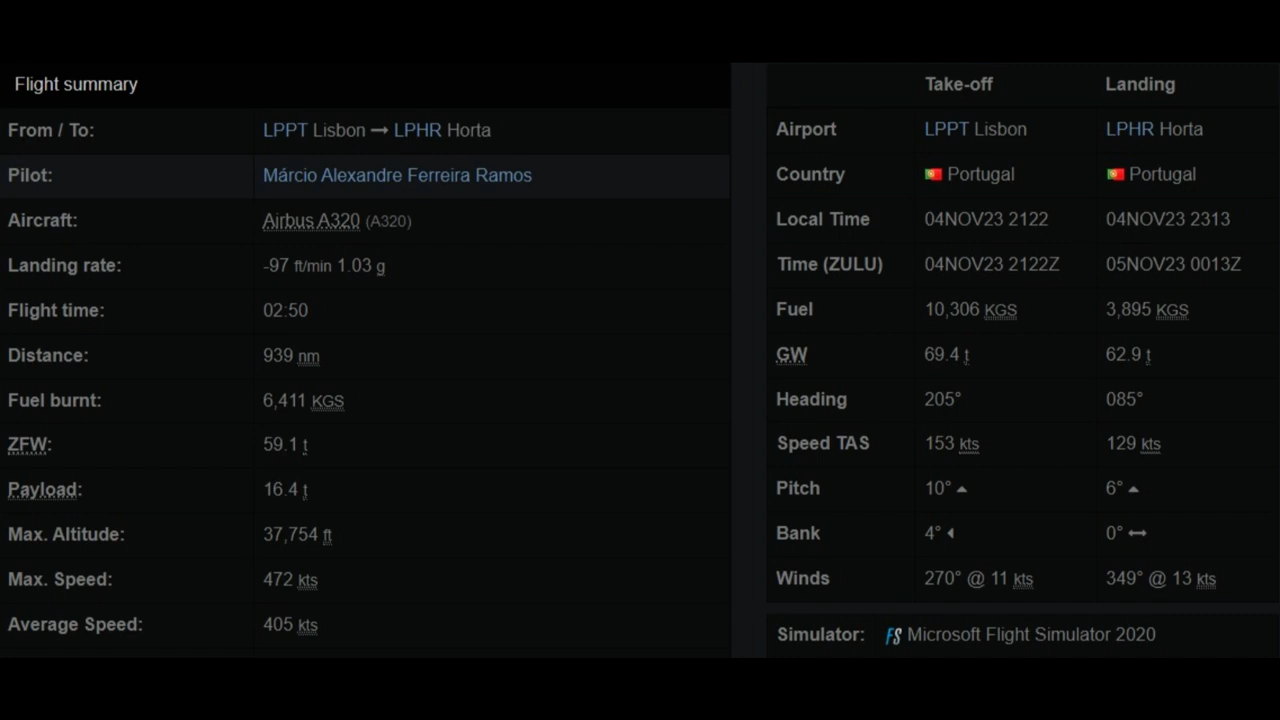 Flight summary
From / To: LPPT Lisbon ➞ LPHR Horta
Pilot: Márcio Alexandre Ferreira Ramos
Aircraft: Airbus A320 (A320)
Landing rate: -97 ft/min 1.03 g
Flight time: 02:50
Distance: 939 nm
Fuel burnt: 6,411 KGS
ZFW: 59.1 t
Payload: 16.4 t
Max. Altitude: 37,754 ft
Max. Speed: 472 kts
Average Speed: 405 kts
Take-off Landing
Airport LPPT Lisbon LPHR Horta
Country Portugal Portugal
Local Time 04NOV23 2122 04NOV23 2313
Time (ZULU) 04NOV23 2122Z 05NOV23 0013Z
Fuel 10,306 KGS 3,895 KGS
GW 69.4 t 62.9 t
Heading 205° 085°
Speed TAS 153 kts 129 kts
Pitch 10° 6°
Bank 4° 0°
Winds 270° @ 11 kts 349° @ 13 kts
Simulator: FS Microsoft Flight Simulator 2020